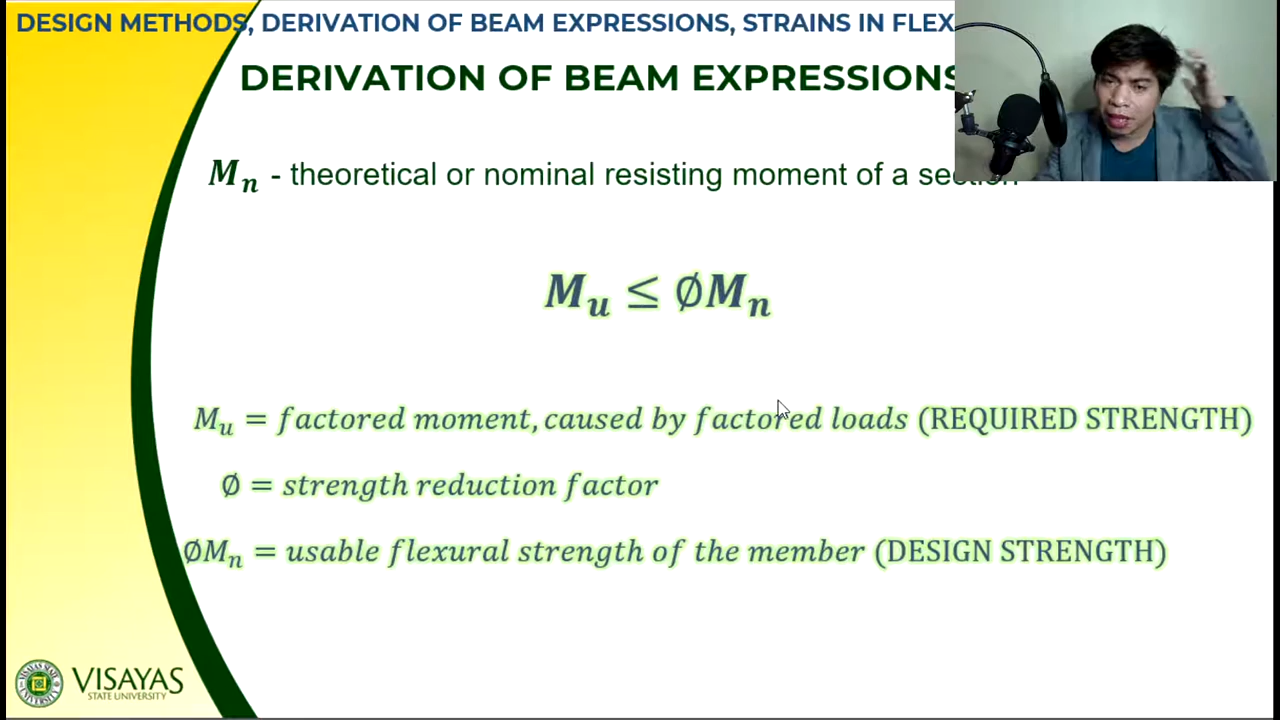 DESIGN METHODS, DERIVATION OF BEAM EXPRESSIONS, STRAINS IN FLEX
DERIVATION OF BEAM EXPRESSIONS
Mn - theoretical or nominal resisting moment of a section
Mu ≤ ∅Mn
Mu = factored moment, caused by factored loads (REQUIRED STRENGTH)
∅ = strength reduction factor
∅Mn = usable flexural strength of the member (DESIGN STRENGTH)
VISAYAS
STATE UNIVERSITY